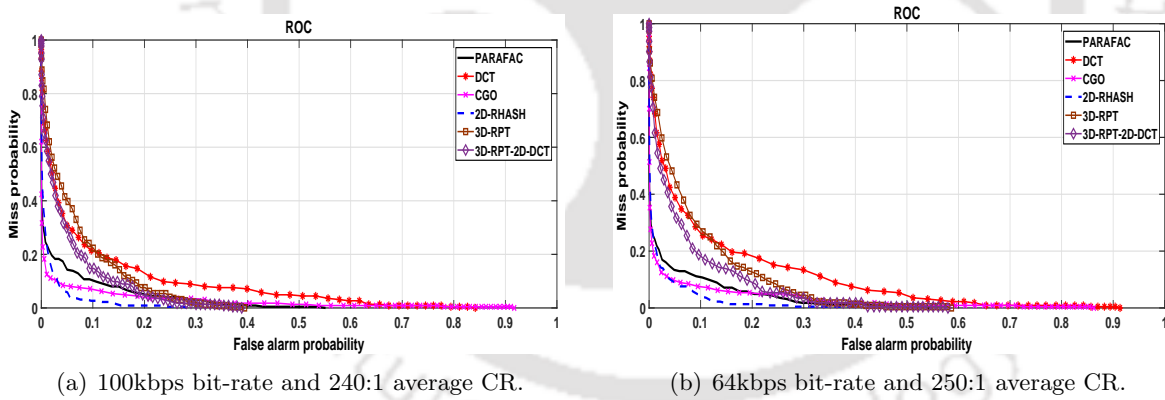 ROC
Miss probability
1
0.8
0.6
0.4
0.2
0
0 0.1 0.2 0.3 0.4 0.5 0.6 0.7 0.8 0.9 1
False alarm probability
PARAFAC
DCT
CGO
2D-RHASH
3D-RPT
3D-RPT-2D-DCT
(a) 100kbps bit-rate and 240:1 average CR.
ROC
Miss probability
1
0.8
0.6
0.4
0.2
0
0 0.1 0.2 0.3 0.4 0.5 0.6 0.7 0.8 0.9 1
False alarm probability
PARAFAC
DCT
CGO
2D-RHASH
3D-RPT
3D-RPT-2D-DCT
(b) 64kbps bit-rate and 250:1 average CR.